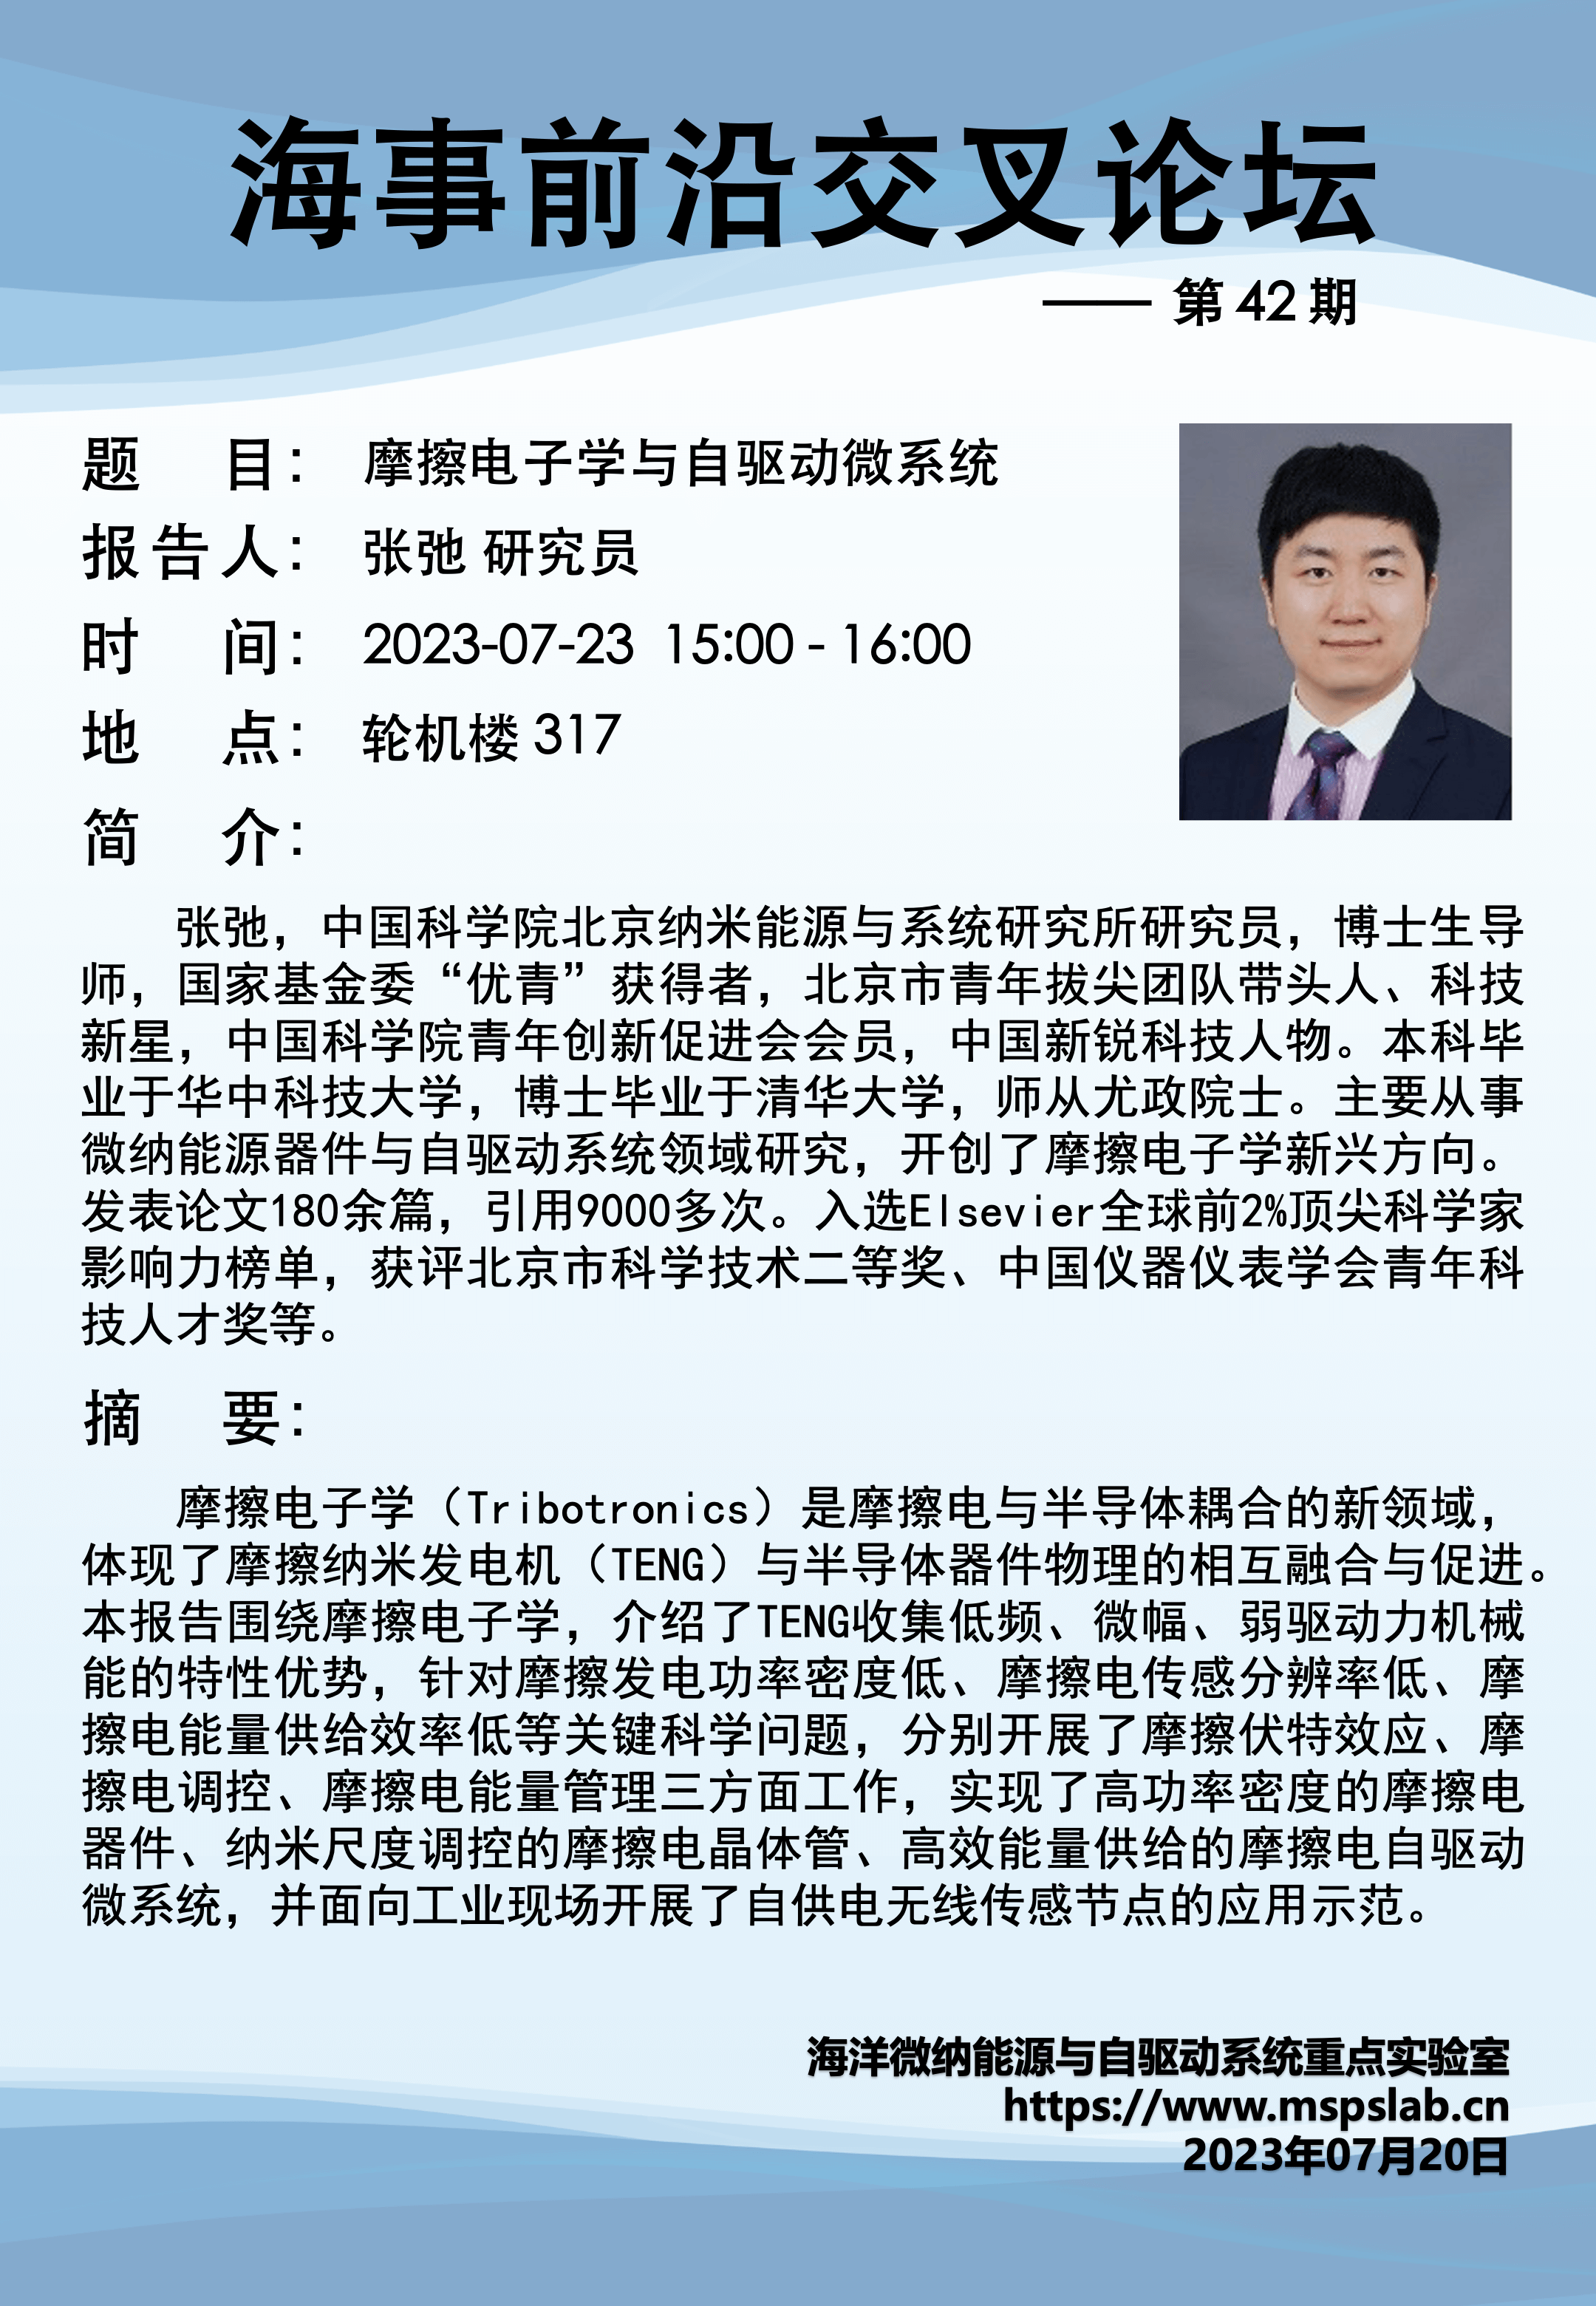 海事前沿交叉论坛
—— 第 42 期
题 目： 摩擦电子学与自驱动微系统
报告人： 张弛 研究员
时 间： 2023-07-23 15:00 - 16:00
地 点： 轮机楼 317
简 介：
张弛，中国科学院北京纳米能源与系统研究所研究员，博士生导
师，国家基金委“优青”获得者，北京市青年拔尖团队带头人、科技
新星，中国科学院青年创新促进会会员，中国新锐科技人物。本科毕
业于华中科技大学，博士毕业于清华大学，师从尤政院士。主要从事
微纳能源器件与自驱动系统领域研究，开创了摩擦电子学新兴方向。
发表论文180余篇，引用9000多次。入选Elsevier全球前2%顶尖科学家
影响力榜单，获评北京市科学技术二等奖、中国仪器仪表学会青年科
技人才奖等。
摘 要：
摩擦电子学（Tribotronics）是摩擦电与半导体耦合的新领域，
体现了摩擦纳米发电机（TENG）与半导体器件物理的相互融合与促进。
本报告围绕摩擦电子学，介绍了TENG收集低频、微幅、弱驱动力机械
能的特性优势，针对摩擦发电功率密度低、摩擦电传感分辨率低、摩
擦电能量供给效率低等关键科学问题，分别开展了摩擦伏特效应、摩
擦电调控、摩擦电能量管理三方面工作，实现了高功率密度的摩擦电
器件、纳米尺度调控的摩擦电晶体管、高效能量供给的摩擦电自驱动
微系统，并面向工业现场开展了自供电无线传感节点的应用示范。
海洋微纳能源与自驱动系统重点实验室
https://www.mspslab.cn
2023年07月20日